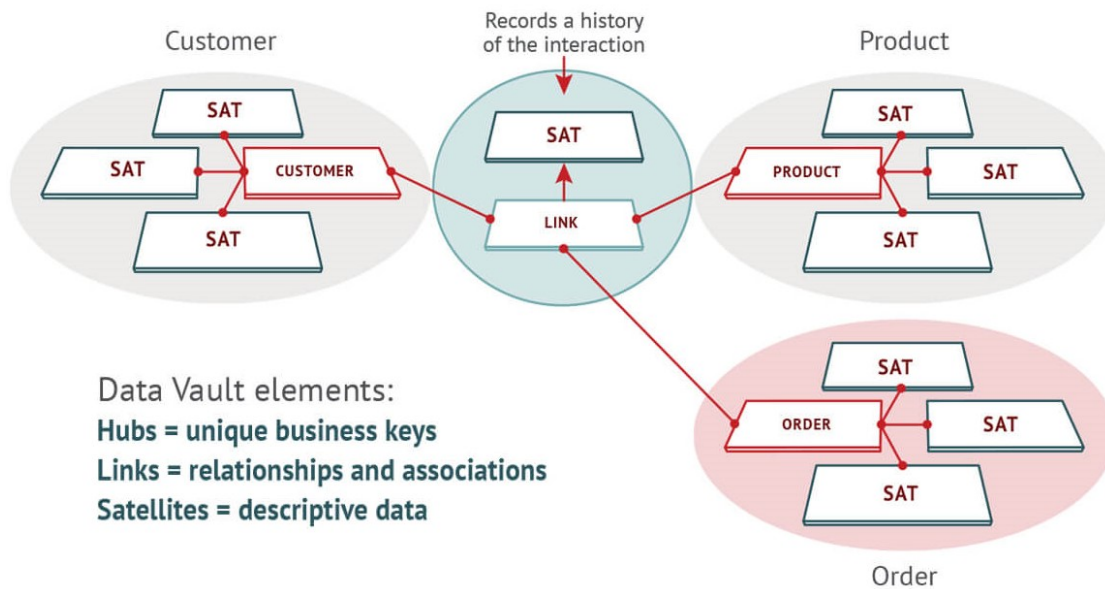 Customer
Records a history
of the interaction
Product
SAT
SAT
CUSTOMER
SAT
SAT
LINK
SAT
PRODUCT
SAT
SAT
Data Vault elements:
Hubs = unique business keys
Links = relationships and associations
Satellites = descriptive data
SAT
ORDER
SAT
SAT
Order